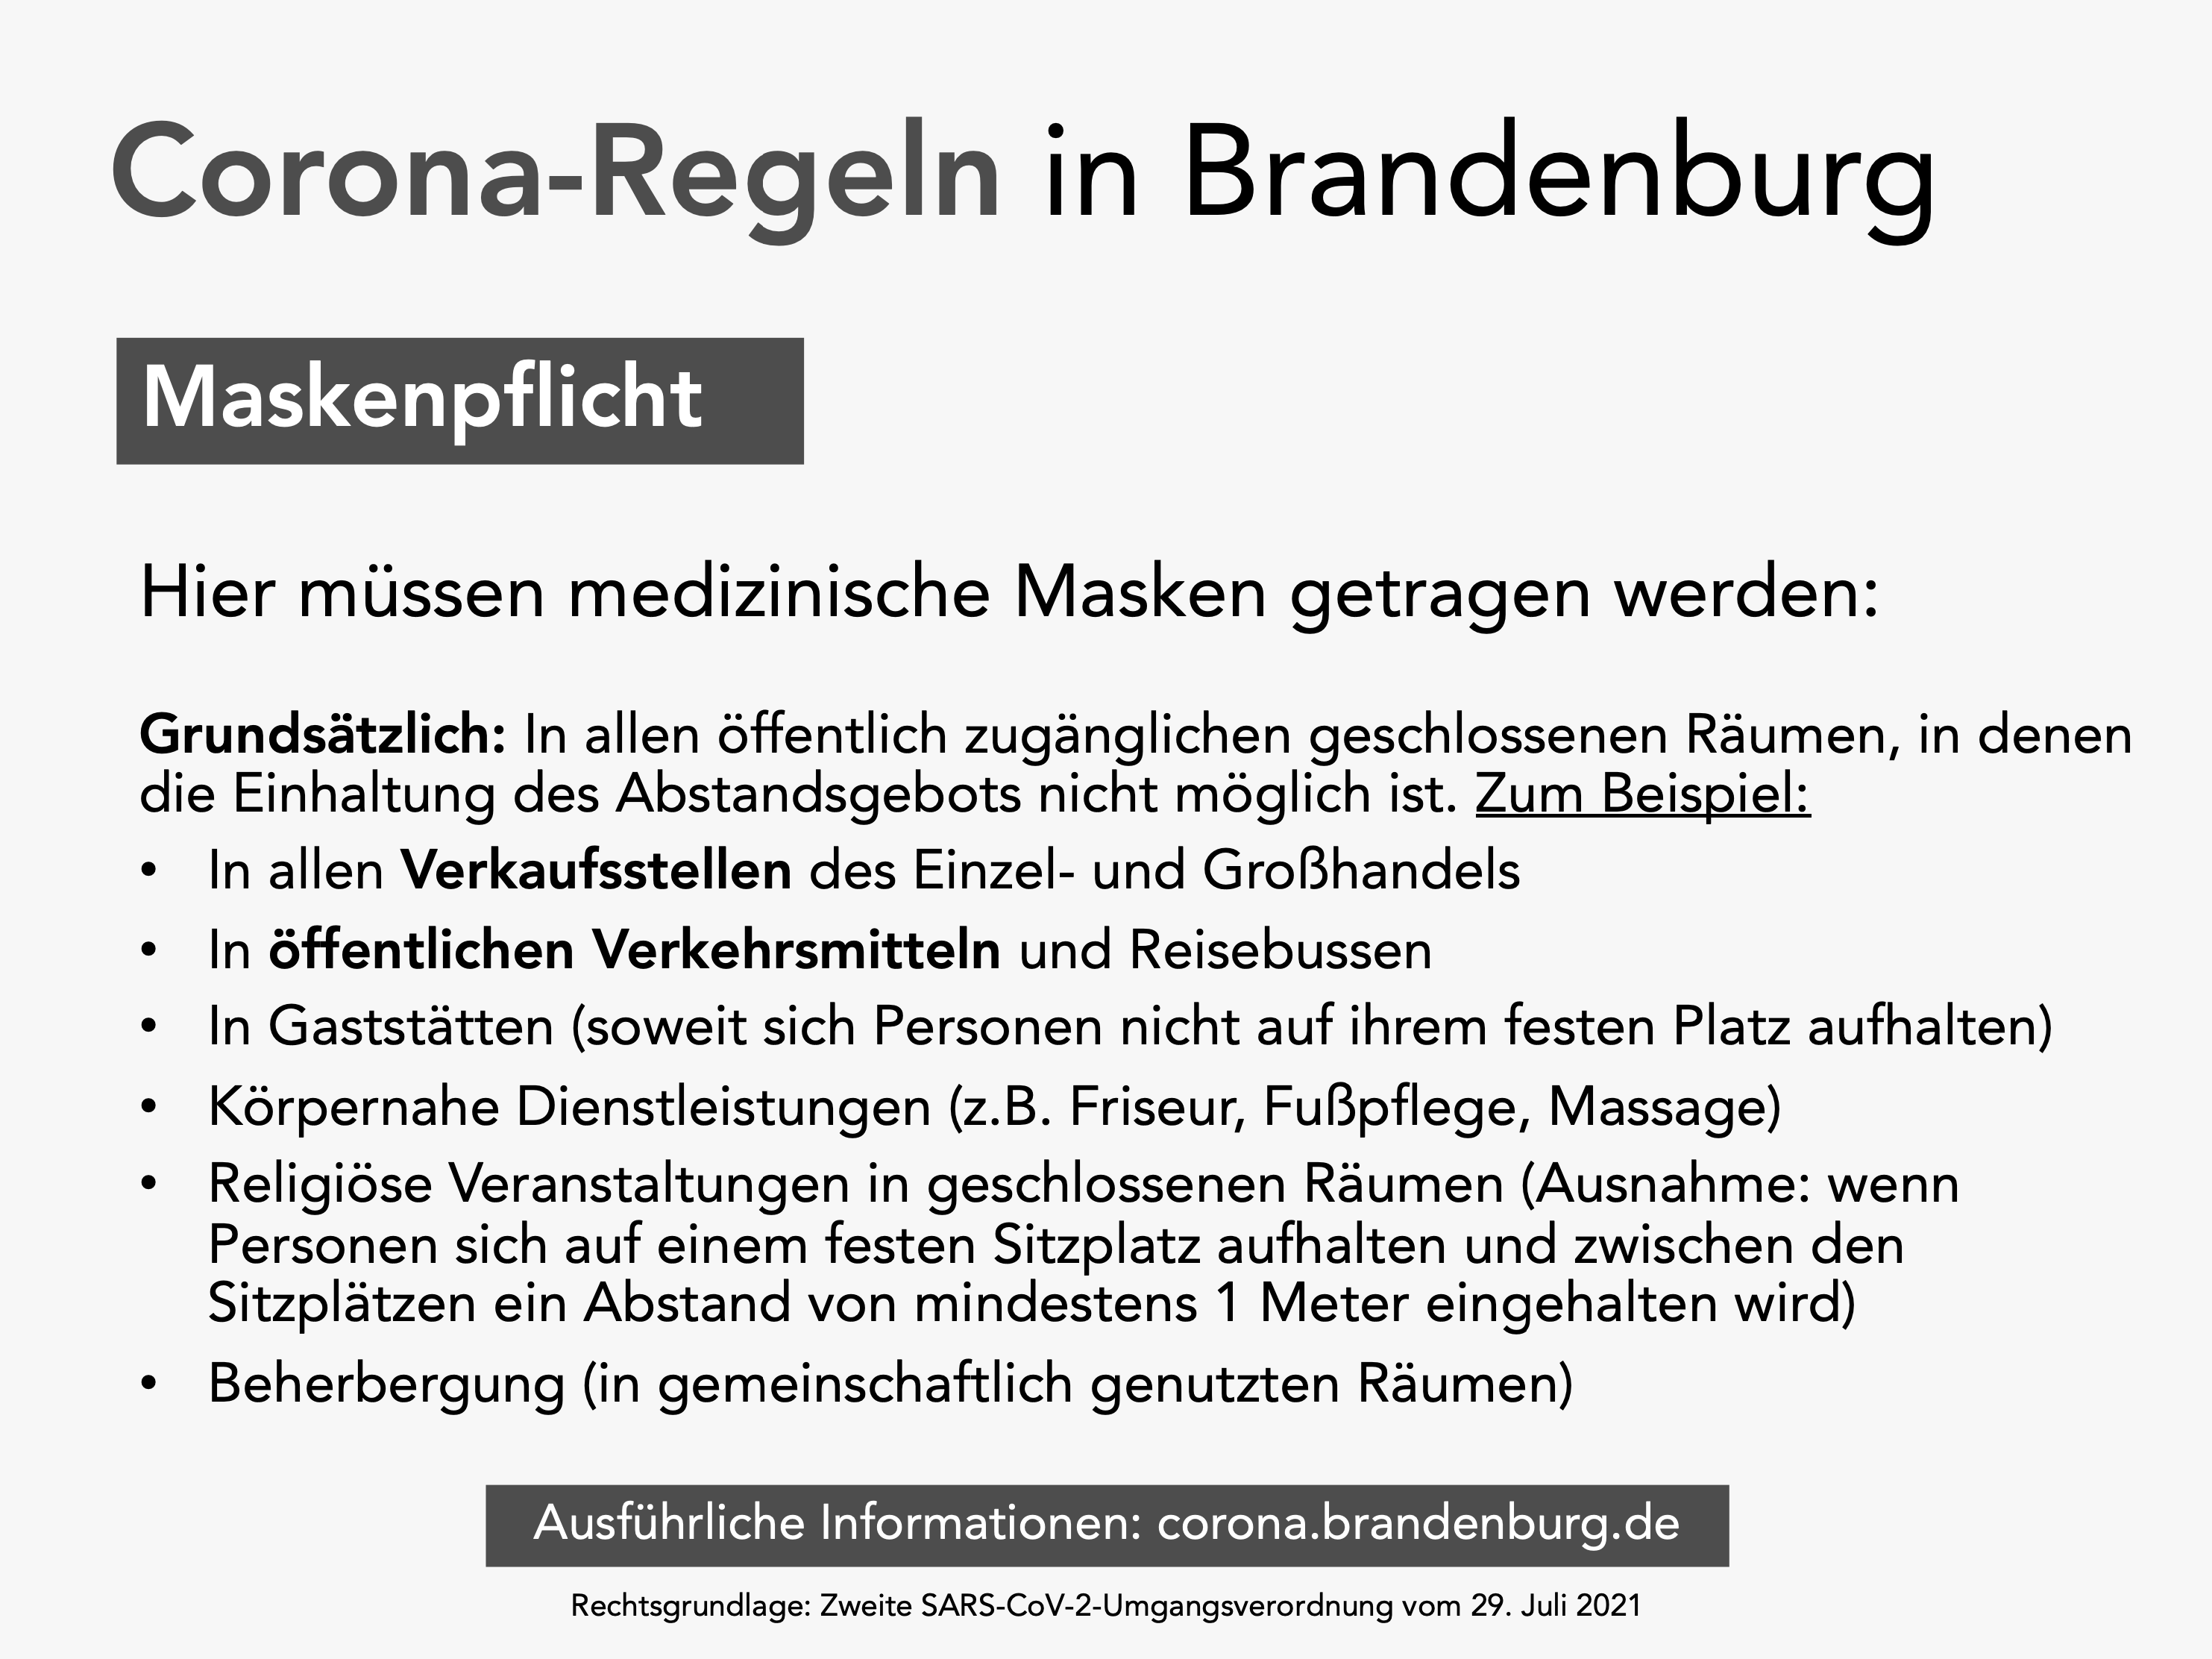 Corona-Regeln in Brandenburg
Maskenpflicht
Hier müssen medizinische Masken getragen werden:
Grundsätzlich: In allen öffentlich zugänglichen geschlossenen Räumen, in denen
die Einhaltung des Abstandsgebots nicht möglich ist. Zum Beispiel:
• In allen Verkaufsstellen des Einzel- und Großhandels
• In öffentlichen Verkehrsmitteln und Reisebussen
• In Gaststätten (soweit sich Personen nicht auf ihrem festen Platz aufhalten)
• Körpernahe Dienstleistungen (z.B. Friseur, Fußpflege, Massage)
• Religiöse Veranstaltungen in geschlossenen Räumen (Ausnahme: wenn
Personen sich auf einem festen Sitzplatz aufhalten und zwischen den
Sitzplätzen ein Abstand von mindestens 1 Meter eingehalten wird)
• Beherbergung (in gemeinschaftlich genutzten Räumen)
Ausführliche Informationen: corona.brandenburg.de
Rechtsgrundlage: Zweite SARS-CoV-2-Umgangsverordnung vom 29. Juli 2021